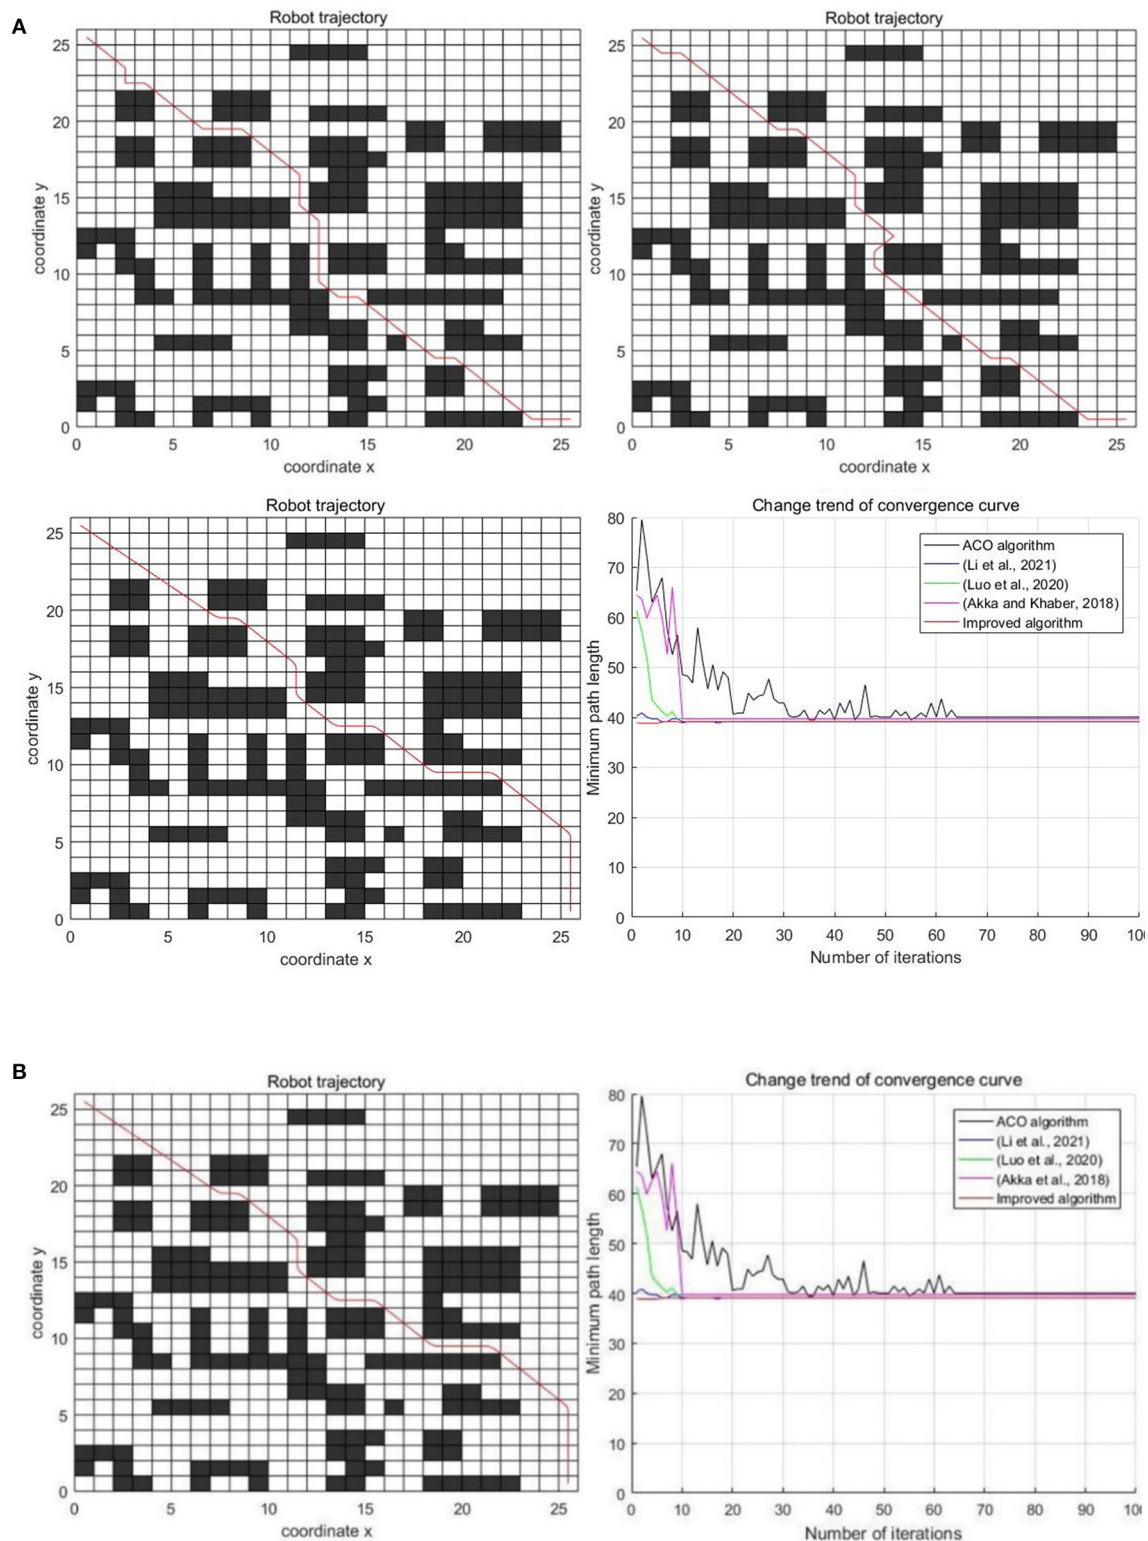 A
Robot trajectory
Robot trajectory
25
20
15
10
5
0
coordinate y
0 5 10 15 20 25
coordinate x
25
20
15
10
5
0
coordinate y
0 5 10 15 20 25
coordinate x
Robot trajectory
25
20
15
10
5
0
coordinate y
0 5 10 15 20 25
coordinate x
Change trend of convergence curve
80
70
60
50
40
30
20
10
0
Minimum path length
ACO algorithm
(Li et al., 2021)
(Luo et al., 2020)
(Akka and Khaber, 2018)
Improved algorithm
0 10 20 30 40 50 60 70 80 90 100
Number of iterations
B
Robot trajectory
25
20
15
10
5
0
coordinate y
0 5 10 15 20 25
coordinate x
Change trend of convergence curve
80
70
60
50
40
30
20
10
0
Minimum path length
ACO algorithm
(Li et al., 2021)
(Luo et al., 2020)
(Akka et al., 2018)
Improved algorithm
0 10 20 30 40 50 60 70 80 90 100
Number of iterations